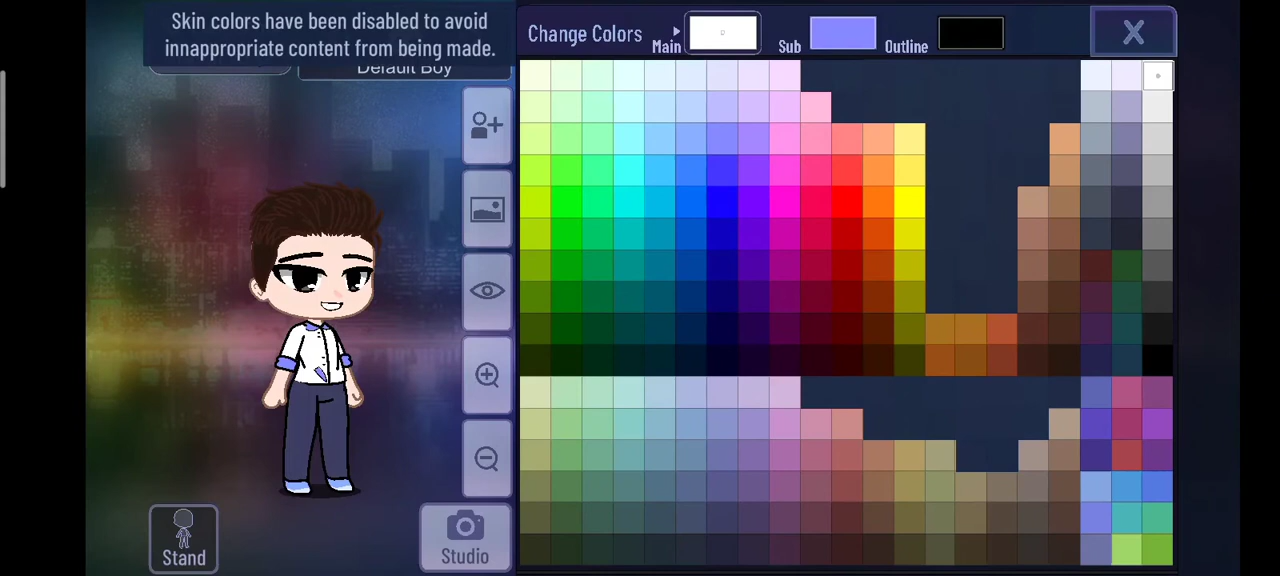 Skin colors have been disabled to avoid
innappropriate content from being made.
Default Boy
Change Colors
Main
Sub
Outline
X
Stand
Studio